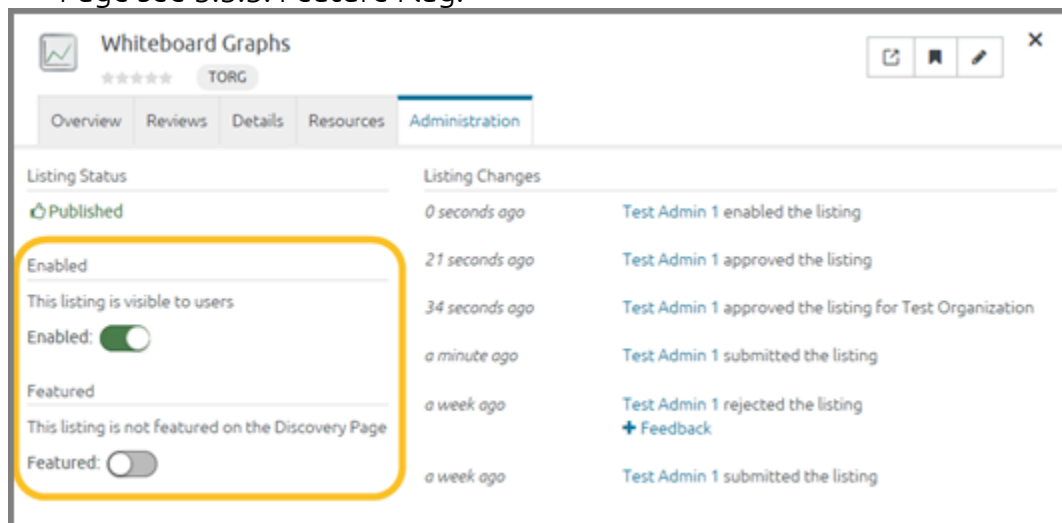 Page see 5.3.3. Feature Flag.
Whiteboard Graphs
TORG
×
Overview Reviews Details Resources Administration
Listing Status
Published
Enabled
This listing is visible to users
Enabled:
Featured
This listing is not featured on the Discovery Page
Featured:
Listing Changes
0 seconds ago Test Admin 1 enabled the listing
21 seconds ago Test Admin 1 approved the listing
34 seconds ago Test Admin 1 approved the listing for Test Organization
a minute ago Test Admin 1 submitted the listing
a week ago Test Admin 1 rejected the listing
+ Feedback
a week ago Test Admin 1 submitted the listing